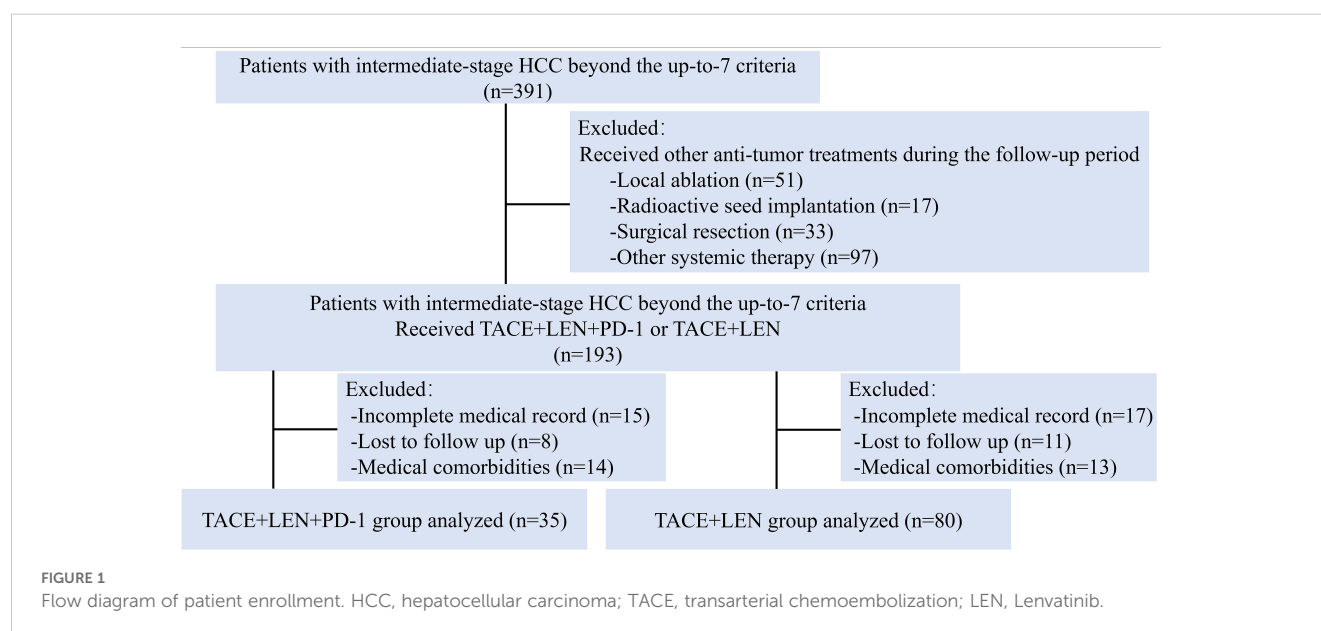 Patients with intermediate-stage HCC beyond the up-to-7 criteria
(n=391)
Excluded:
Received other anti-tumor treatments during the follow-up period
-Local ablation (n=51)
-Radioactive seed implantation (n=17)
-Surgical resection (n=33)
-Other systemic therapy (n=97)
Patients with intermediate-stage HCC beyond the up-to-7 criteria
Received TACE+LEN+PD-1 or TACE+LEN
(n=193)
Excluded:
-Incomplete medical record (n=15)
-Lost to follow up (n=8)
-Medical comorbidities (n=14)
Excluded:
-Incomplete medical record (n=17)
-Lost to follow up (n=11)
-Medical comorbidities (n=13)
TACE+LEN+PD-1 group analyzed (n=35)
TACE+LEN group analyzed (n=80)
FIGURE 1
Flow diagram of patient enrollment. HCC, hepatocellular carcinoma; TACE, transarterial chemoembolization; LEN, Lenvatinib.